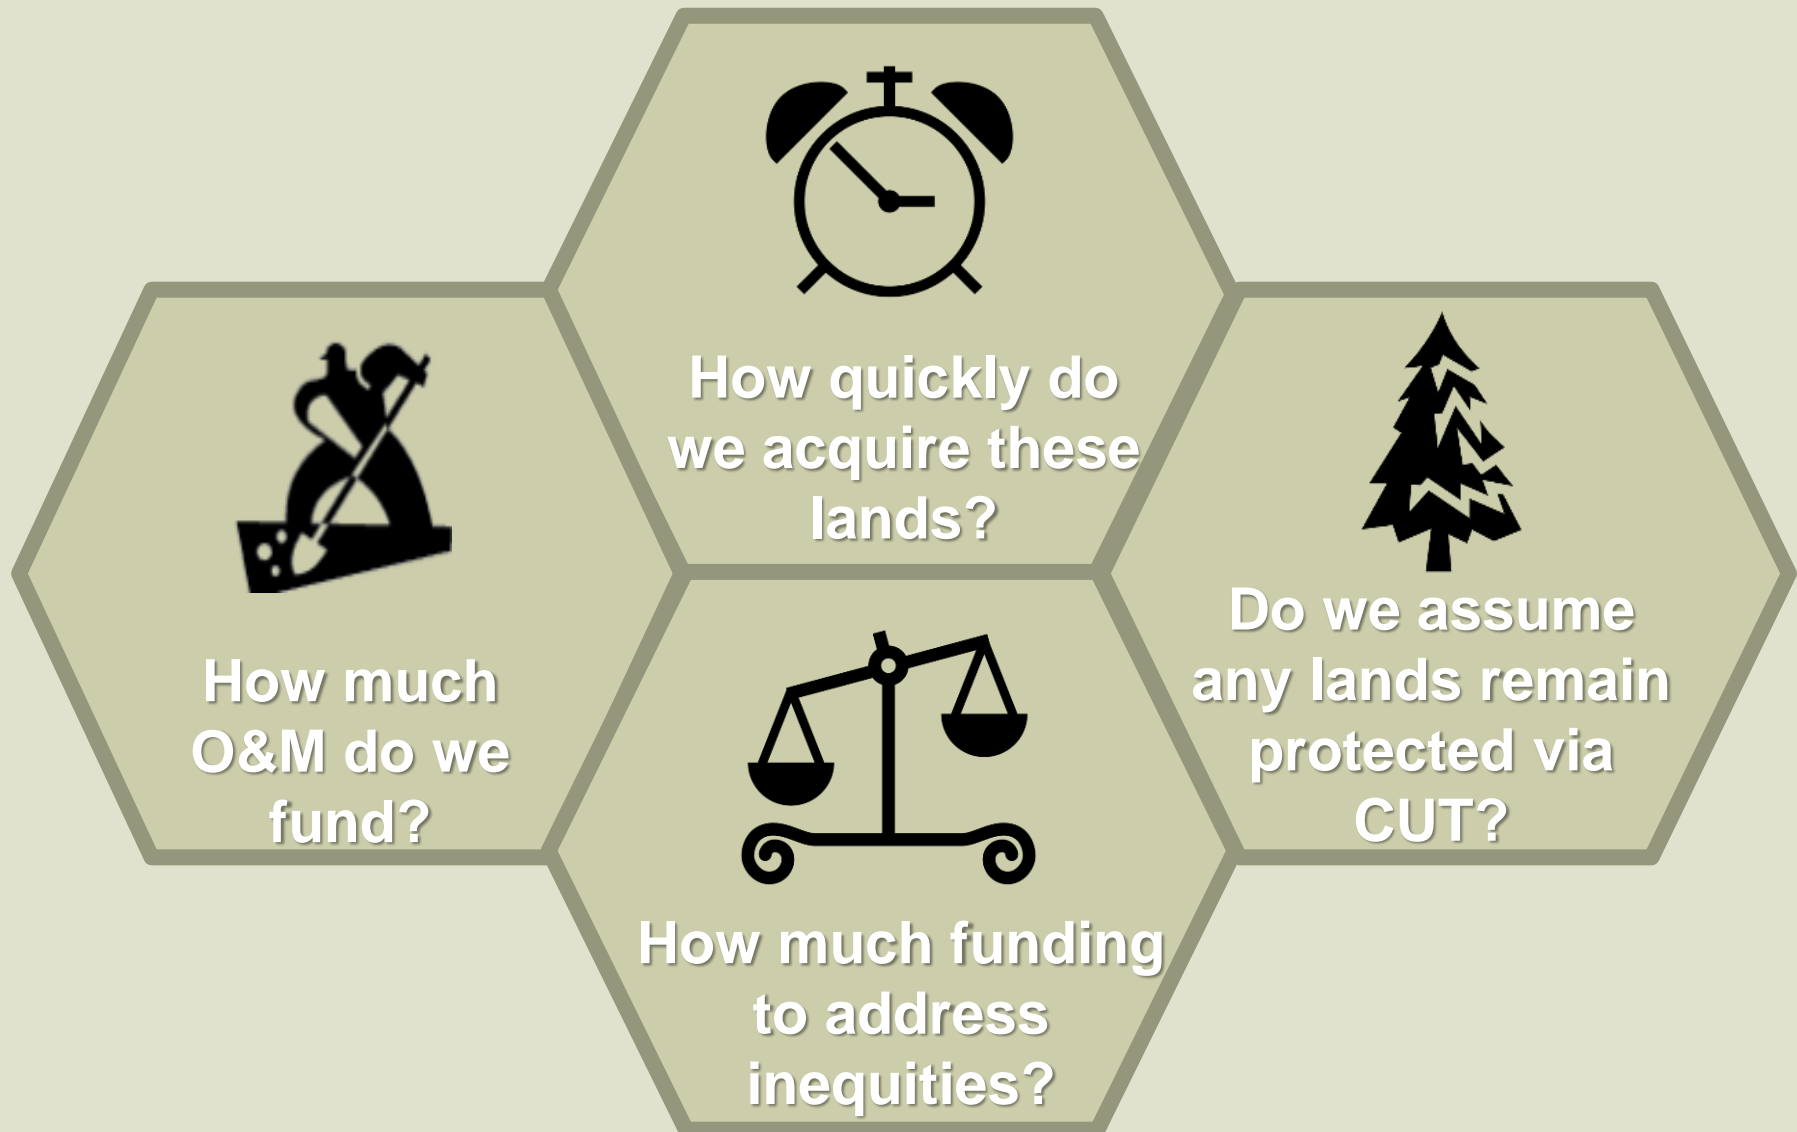 How quickly do
we acquire these
lands?
How much
O&M do we
fund?
Do we assume
any lands remain
protected via
CUT?
How much funding
to address
inequities?